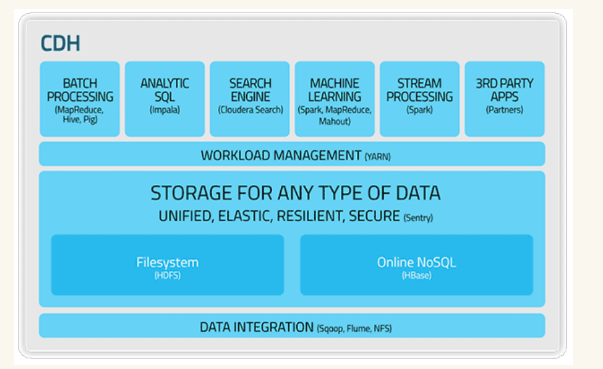 CDH
BATCH
PROCESSING
(MapReduce,
Hive, Pig)
ANALYTIC
SQL
(Impala)
SEARCH
ENGINE
(Cloudera Search)
MACHINE
LEARNING
(Spark, MapReduce,
Mahout)
STREAM
PROCESSING
(Spark)
3RD PARTY
APPS
(Partners)
WORKLOAD MANAGEMENT (YARN)
STORAGE FOR ANY TYPE OF DATA
UNIFIED, ELASTIC, RESILIENT, SECURE (Sentry)
Filesystem
(HDFS)
Online NoSQL
(HBase)
DATA INTEGRATION (Sqoop, Flume, NFS)